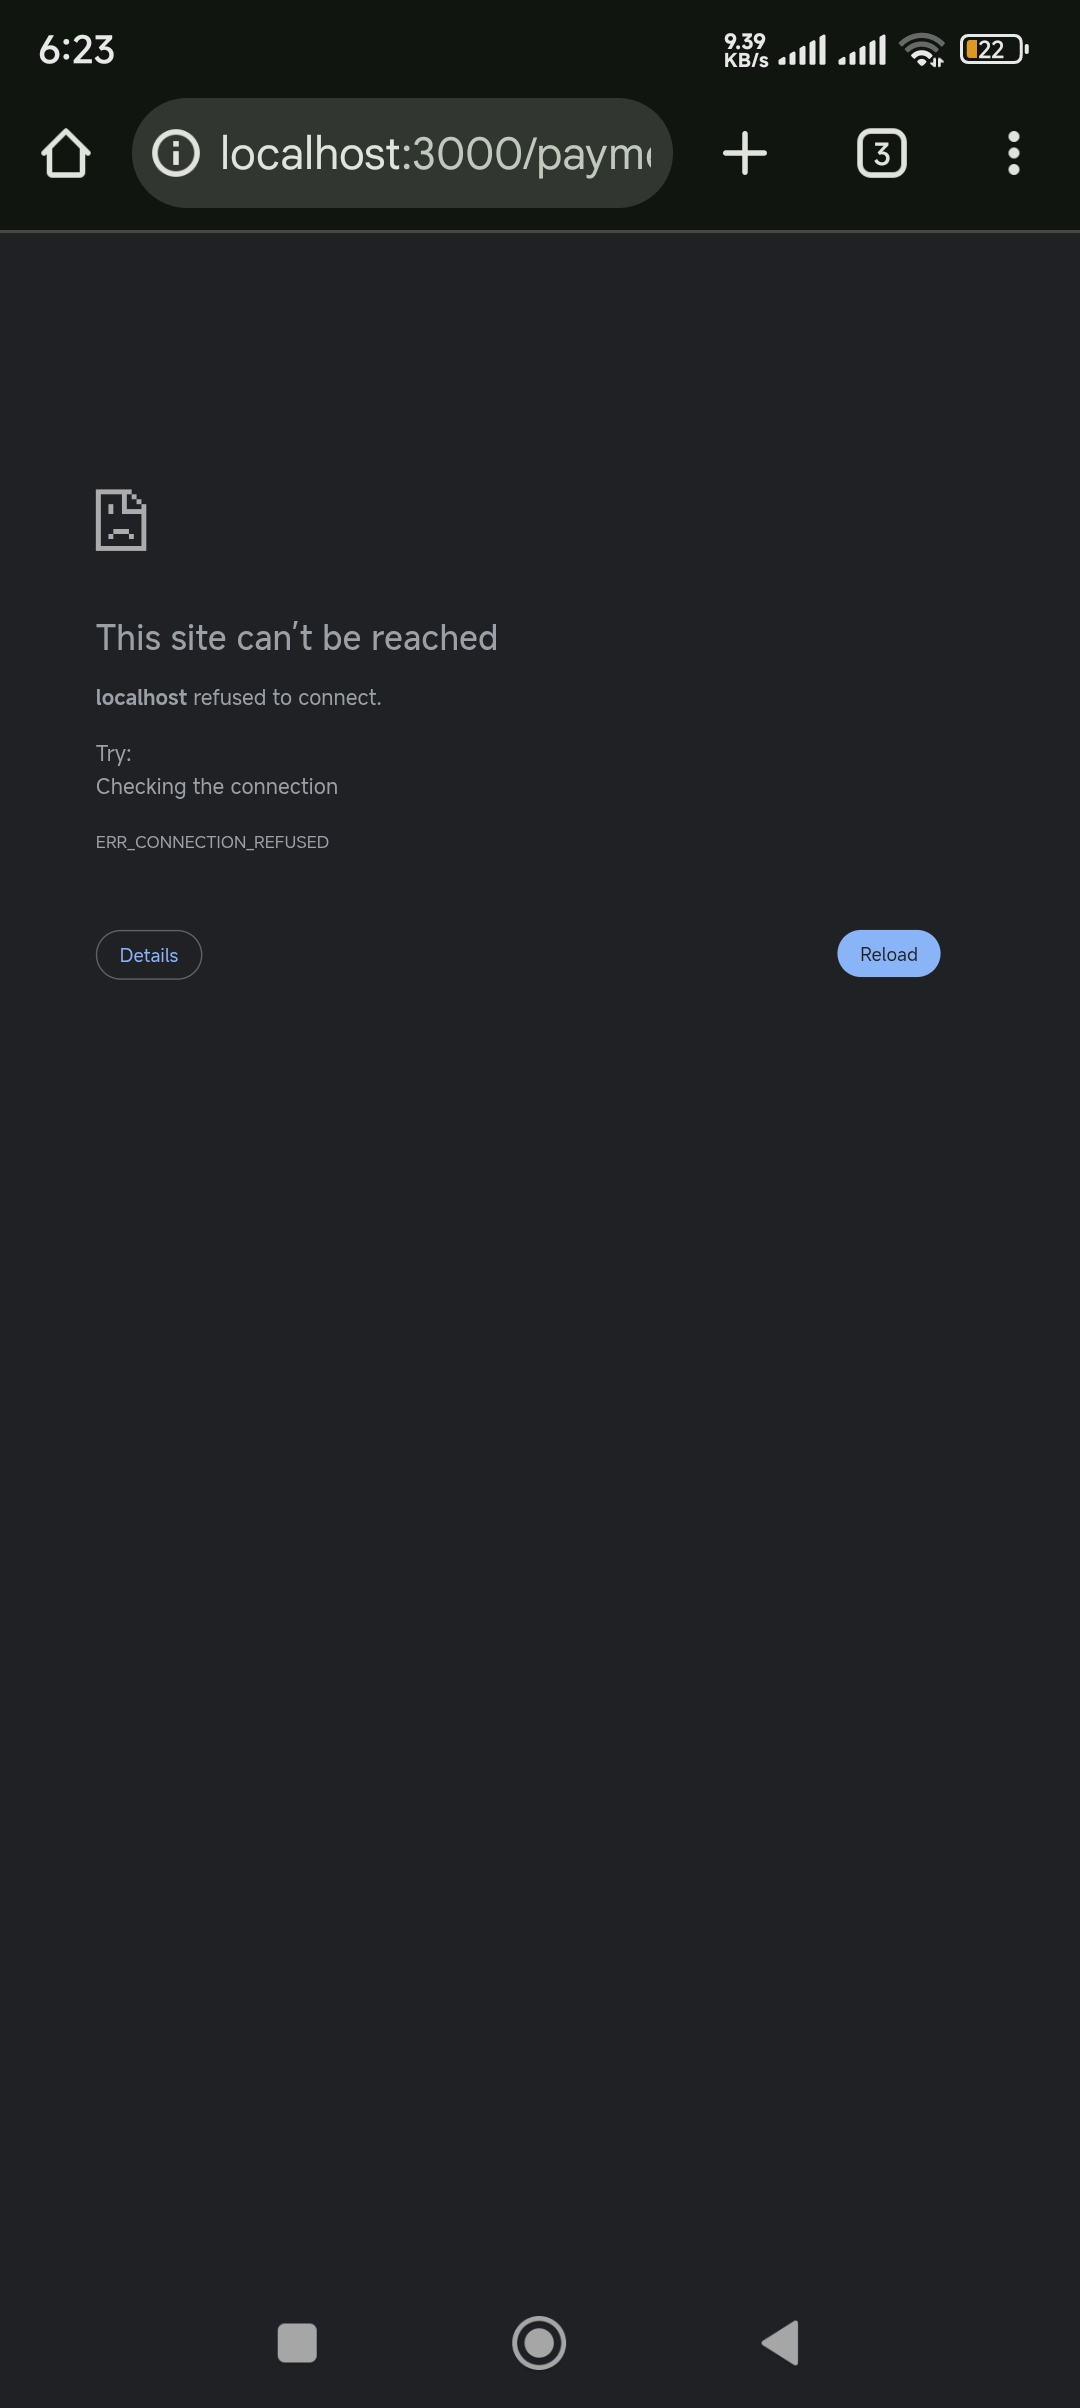 6:23
9.39
KB/s
22
localhost:3000/paym
3
This site can't be reached
localhost refused to connect.
Try:
Checking the connection
ERR_CONNECTION_REFUSED
Details
Reload